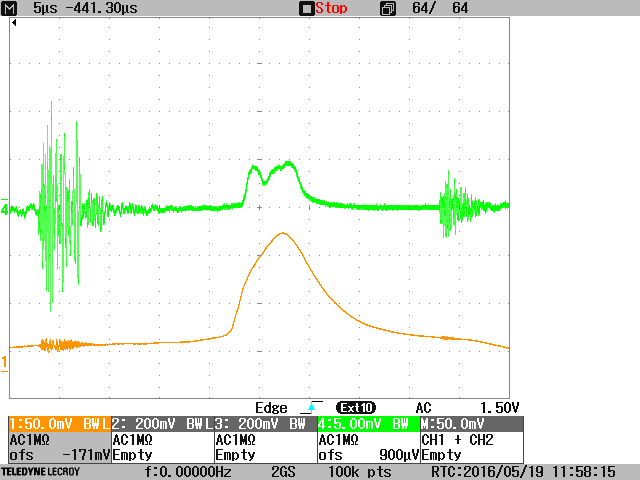 M 5µs -441.30µs Stop 64/ 64
4
1
Edge Ext10 AC 1.50V
1:50.0mV BWL 2: 200mV BWL 3: 200mV BW 4:5.00mV BW M:50.0mV
AC1MΩ AC1MΩ AC1MΩ AC1MΩ CH1 + CH2
ofs -171mV Empty Empty ofs 900µV Empty
TELEDYNE LECROY f:0.00000Hz 2GS 100k pts RTC:2016/05/19 11:58:15